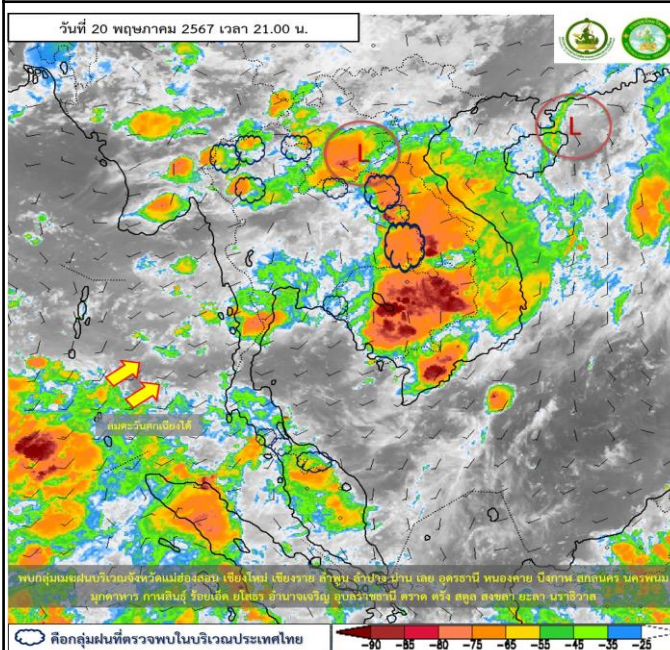 วันที่ 20 พฤษภาคม 2567 เวลา 21.00 น.
L
L
ลมตะวันตกเฉียงใต้
พบกลุ่มเมฆฝนบริเวณจังหวัดแม่ฮ่องสอน เชียงใหม่ เชียงราย ลำพูน ลำปาง น่าน เลย อุดรธานี หนองคาย บึงกาฬ สกลนคร นครพนม
มุกดาหาร กาฬสินธุ์ ร้อยเอ็ด ยโสธร อำนาจเจริญ อุบลราชธานี ตราด ตรัง สตูล สงขลา ยะลา นราธิวาส
คือกลุ่มฝนที่ตรวจพบในบริเวณประเทศไทย
-90 -85 -80 -75 -65 -55 -45 -35 -25